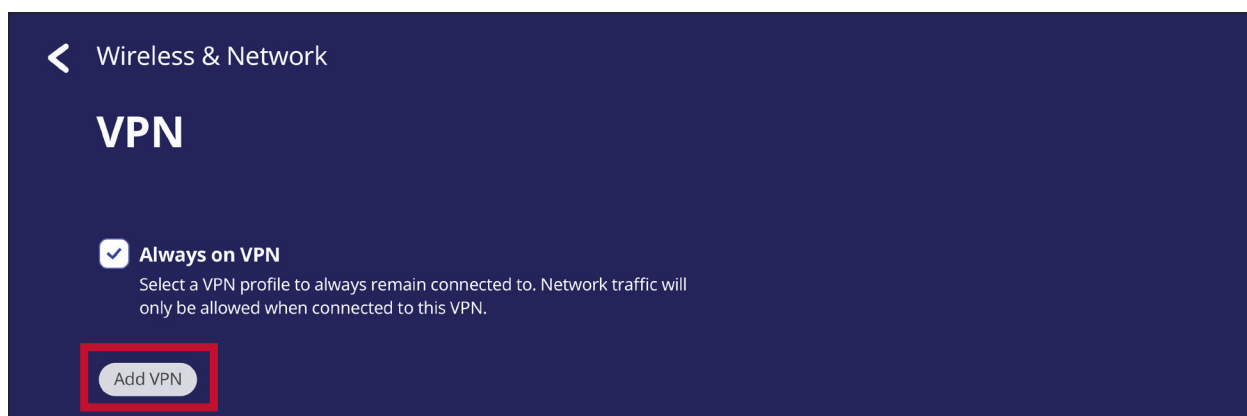 Wireless & Network
VPN
Always on VPN
Select a VPN profile to always remain connected to. Network traffic will
only be allowed when connected to this VPN.
Add VPN